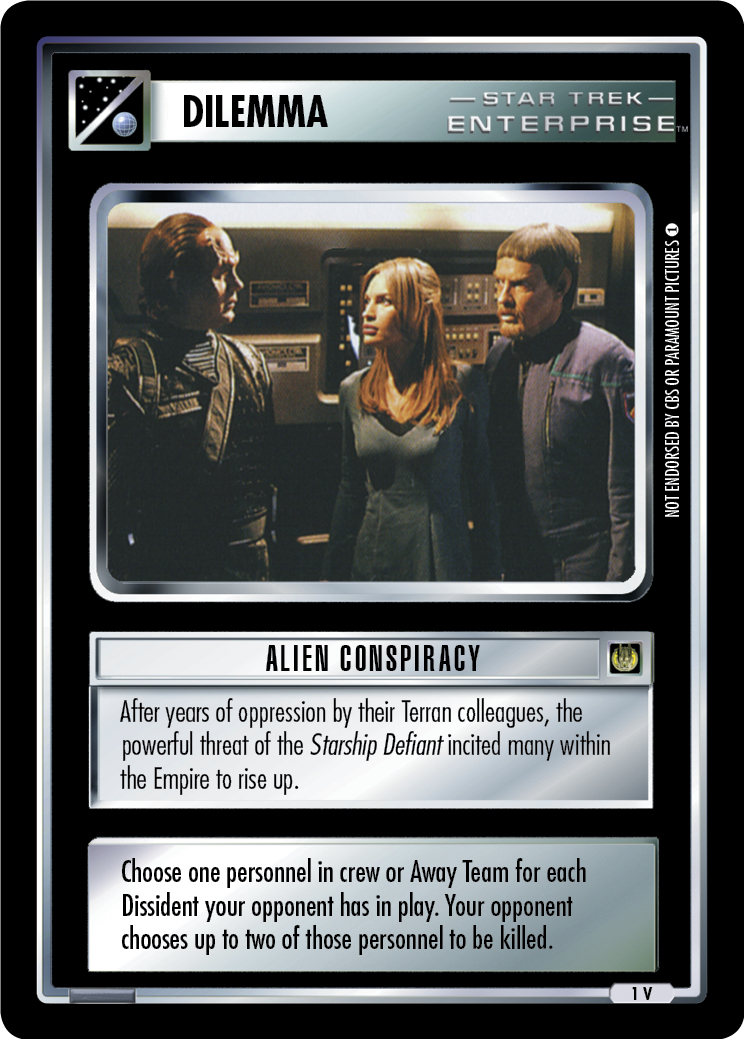 DILEMMA
— STAR TREK —
ENTERPRISE™
NOT ENDORSED BY CBS OR PARAMOUNT PICTURES 1
ALIEN CONSPIRACY
After years of oppression by their Terran colleagues, the
powerful threat of the Starship Defiant incited many within
the Empire to rise up.
Choose one personnel in crew or Away Team for each
Dissident your opponent has in play. Your opponent
chooses up to two of those personnel to be killed.
1 V